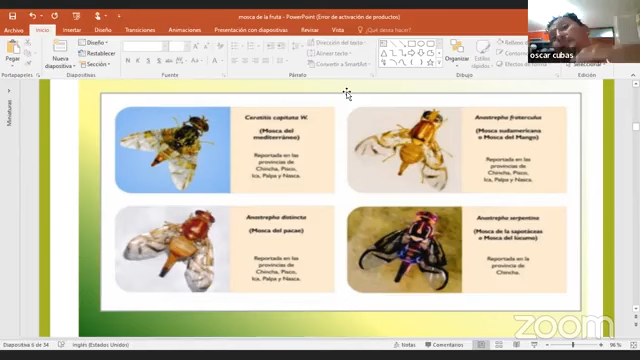 mosca de la fruta - PowerPoint (Error de activación de productos)
Archivo Inicio Insertar Diseño Transiciones Animaciones Presentación con diapositivas Revisar Vista ¿Qué desea hacer?
oscar cubas
Pegar
Nueva diapositiva
Diseño
Restablecer
Sección
Dirección del texto
Alinear texto
Convertir a SmartArt
Organizar
Estilos rápidos
Seleccionar
Portapapeles Diapositivas Fuente Párrafo Dibujo Edición
Miniaturas
Ceratitis capitata W.
(Mosca del
mediterráneo)
Reportada en las
provincias de
Chincha, Pisco,
Ica, Palpa y Nasca.
Anastrepha fraterculus
(Mosca sudamericana
o Mosca del Mango)
Reportada en las
provincias de
Chincha, Pisco,
Ica, Palpa y Nasca.
Anastrepha distincta
(Mosca del pacae)
Reportada en las
provincias de
Chincha, Pisco,
Ica, Palpa y Nasca.
Anastrepha serpentina
(Mosca de la sapotáceas
o Mosca del lúcumo)
Reportada en la
provincia de
Chincha.
zoom
Diapositiva 6 de 34 Inglés (Estados Unidos) Notas Comentarios 96 %